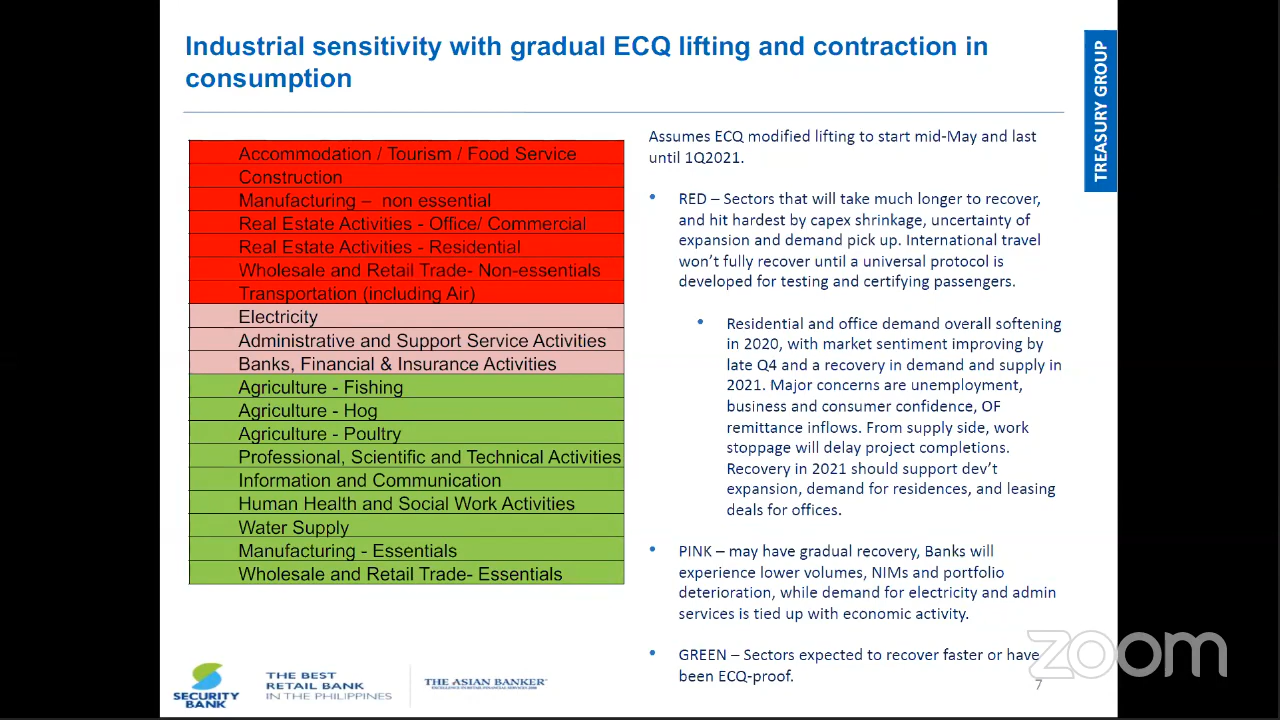 Industrial sensitivity with gradual ECQ lifting and contraction in
consumption
TREASURY GROUP
Accommodation / Tourism / Food Service
Construction
Manufacturing – non essential
Real Estate Activities - Office/ Commercial
Real Estate Activities - Residential
Wholesale and Retail Trade- Non-essentials
Transportation (including Air)
Electricity
Administrative and Support Service Activities
Banks, Financial & Insurance Activities
Agriculture - Fishing
Agriculture - Hog
Agriculture - Poultry
Professional, Scientific and Technical Activities
Information and Communication
Human Health and Social Work Activities
Water Supply
Manufacturing - Essentials
Wholesale and Retail Trade- Essentials
Assumes ECQ modified lifting to start mid-May and last
until 1Q2021.
• RED – Sectors that will take much longer to recover,
and hit hardest by capex shrinkage, uncertainty of
expansion and demand pick up. International travel
won't fully recover until a universal protocol is
developed for testing and certifying passengers.
• Residential and office demand overall softening
in 2020, with market sentiment improving by
late Q4 and a recovery in demand and supply in
2021. Major concerns are unemployment,
business and consumer confidence, OF
remittance inflows. From supply side, work
stoppage will delay project completions.
Recovery in 2021 should support dev't
expansion, demand for residences, and leasing
deals for offices.
• PINK – may have gradual recovery, Banks will
experience lower volumes, NIMs and portfolio
deterioration, while demand for electricity and admin
services is tied up with economic activity.
• GREEN – Sectors expected to recover faster or have
been ECQ-proof.
SECURITY
BANK
THE BEST
RETAIL BANK
IN THE PHILIPPINES
THE ASIAN BANKER
EXCELLENCE IN RETAIL FINANCIAL SERVICES 2018
zoom
7